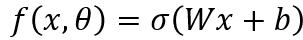 f(x, θ) = σ(Wx + b)